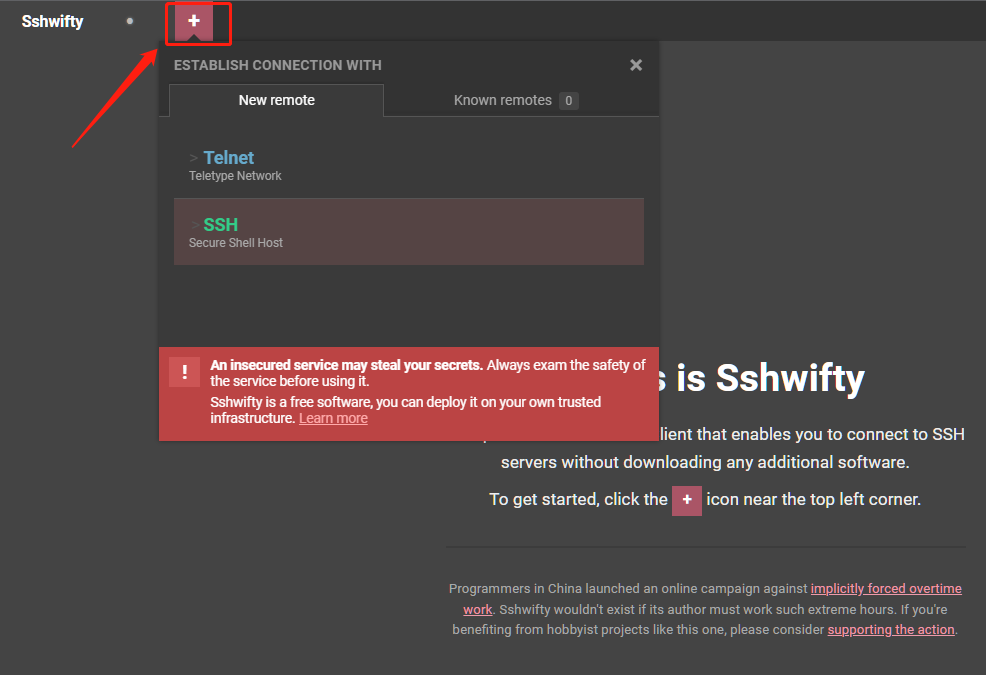 Sshwifty
+
ESTABLISH CONNECTION WITH
×
New remote
Known remotes 0
> Telnet
Teletype Network
> SSH
Secure Shell Host
! An insecured service may steal your secrets. Always exam the safety of
the service before using it.
Sshwifty is a free software, you can deploy it on your own trusted
infrastructure. Learn more
s is Sshwifty
lient that enables you to connect to SSH
servers without downloading any additional software.
To get started, click the + icon near the top left corner.
Programmers in China launched an online campaign against implicitly forced overtime
work. Sshwifty wouldn't exist if its author must work such extreme hours. If you're
benefiting from hobbyist projects like this one, please consider supporting the action.